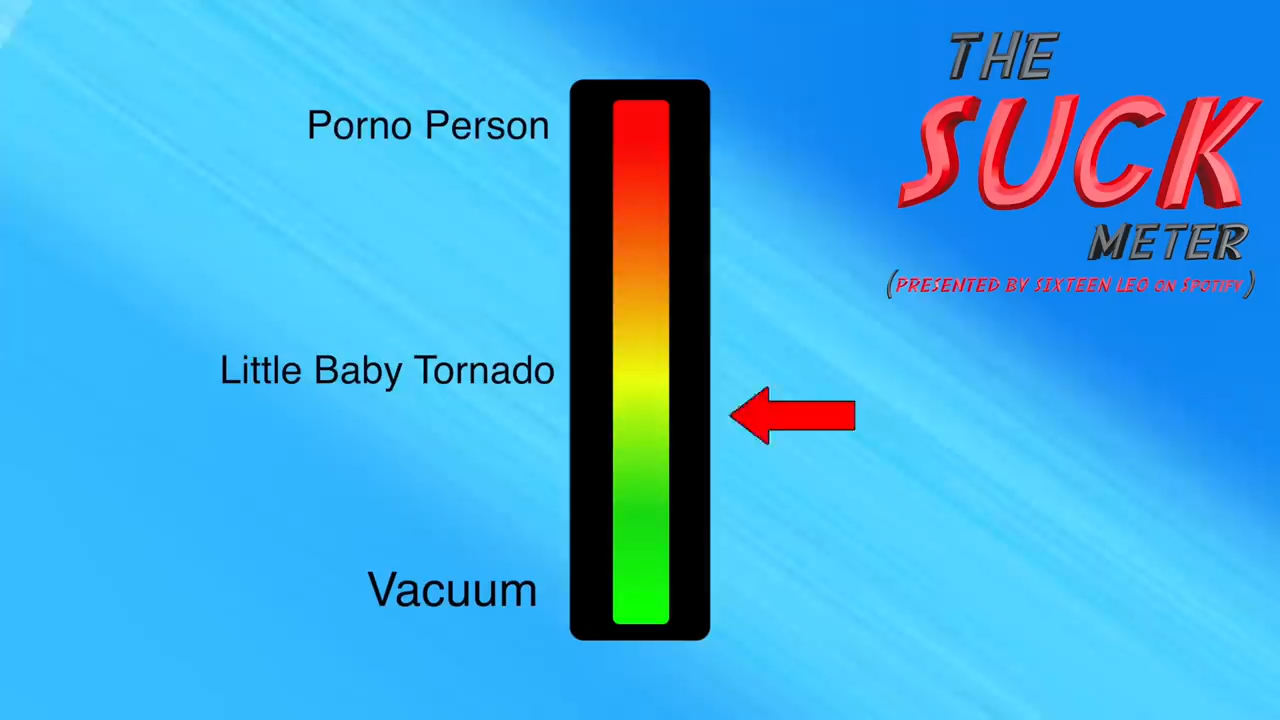 THE
SUCK
METER
(PRESENTED BY SIXTEEN LEO ON SPOTIFY)
Porno Person
Little Baby Tornado
Vacuum